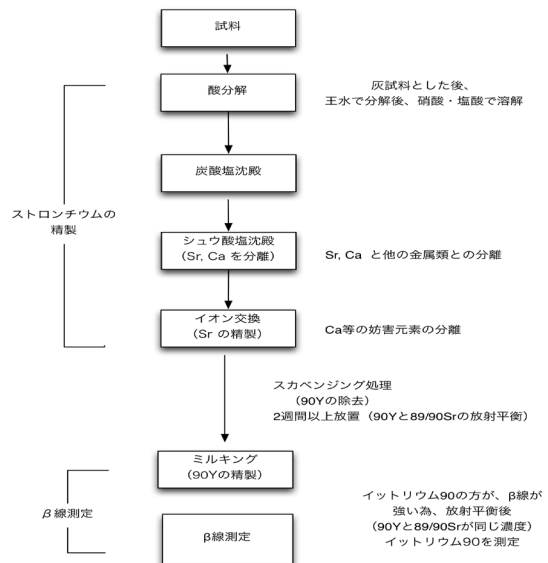 試料
酸分解
灰試料とした後、
王水で分解後、硝酸・塩酸で溶解
炭酸塩沈殿
ストロンチウムの
精製
シュウ酸塩沈殿
(Sr, Ca を分離)
Sr, Ca と他の金属類との分離
イオン交換
(Sr の精製)
Ca等の妨害元素の分離
スカベンジング処理
(90Yの除去)
2週間以上放置(90Yと89/90Srの放射平衡)
ミルキング
(90Yの精製)
β線測定
イットリウム90の方が、β線が
強い為、放射平衡後
(90Yと89/90Srが同じ濃度)
イットリウム90を測定
β線測定